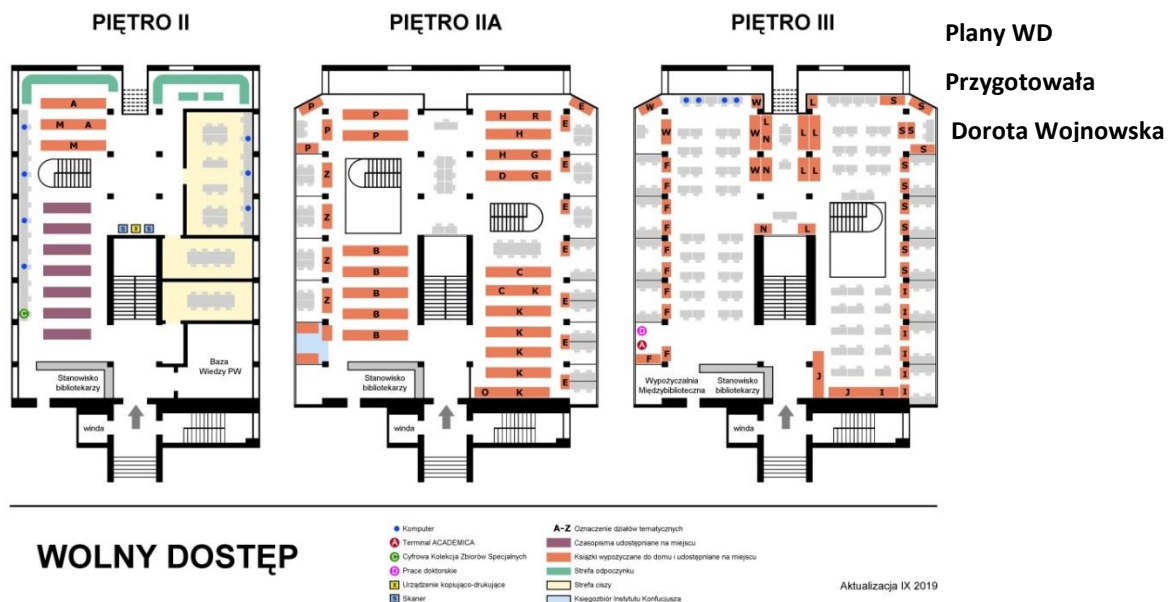 PIĘTRO II
A
M A
M
S X S
C
Baza
Wiedzy PW
Stanowisko
bibliotekarzy
winda
PIĘTRO IIA
P
P
P
P
P
Z
Z
Z
Z
B
B
B
B
B
H R
H
H G
D G
C
C K
K
K
K
K
O K
E
E
E
E
E
E
E
E
Stanowisko
bibliotekarzy
winda
PIĘTRO III
W
W
W
W
W
L
N
N
L
L
L
L
L
N
L
F
F
F
F
F
F
F
F
F
D
A
S
S
S S
S
S
S
S
S
S
S
I
I
I
I
I
J
J I
Wypożyczalnia
Międzybiblioteczna
Stanowisko
bibliotekarzy
winda
Plany WD
Przygotowała
Dorota Wojnowska
WOLNY DOSTĘP
Komputer
A Terminal ACADEMICA
C Cyfrowa Kolekcja Zbiorów Specjalnych
D Prace doktorskie
X Urządzenie kopiująco-drukujące
S Skaner
A-Z Oznaczenie działów tematycznych
Czasopisma udostępniane na miejscu
Książki wypożyczane do domu i udostępniane na miejscu
Strefa odpoczynku
Strefa ciszy
Księgozbiór Instytutu Konfucjusza
Aktualizacja IX 2019